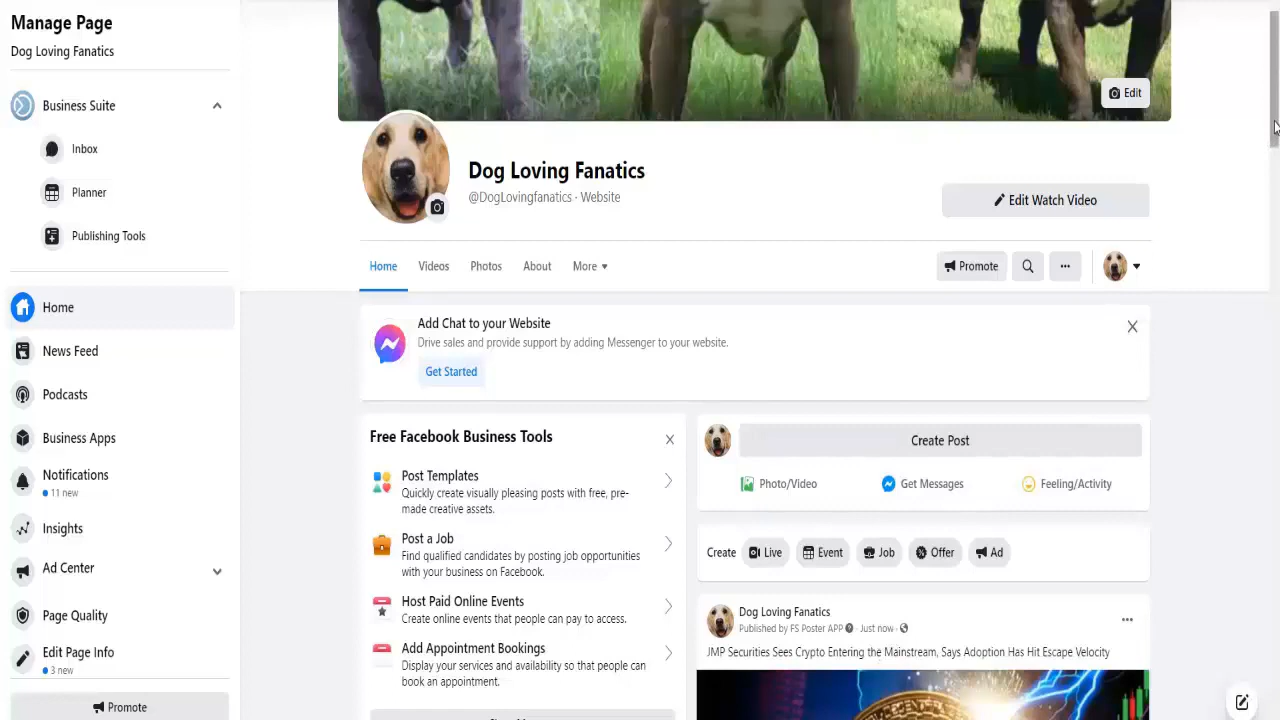 Manage Page
Dog Loving Fanatics
Business Suite
Inbox
Planner
Publishing Tools
Home
News Feed
Podcasts
Business Apps
Notifications
11 new
Insights
Ad Center
Page Quality
Edit Page Info
3 new
Promote
Edit
Dog Loving Fanatics
@DogLovingfanatics · Website
Edit Watch Video
Home
Videos
Photos
About
More
Promote
Add Chat to your Website
Drive sales and provide support by adding Messenger to your website.
Get Started
Free Facebook Business Tools
Post Templates
Quickly create visually pleasing posts with free, pre-
made creative assets.
Post a Job
Find qualified candidates by posting job opportunities
with your business on Facebook.
Host Paid Online Events
Create online events that people can pay to access.
Add Appointment Bookings
Display your services and availability so that people can
book an appointment.
Create Post
Photo/Video
Get Messages
Feeling/Activity
Create
Live
Event
Job
Offer
Ad
Dog Loving Fanatics
Published by FS Poster APP · Just now ·
JMP Securities Sees Crypto Entering the Mainstream, Says Adoption Has Hit Escape Velocity